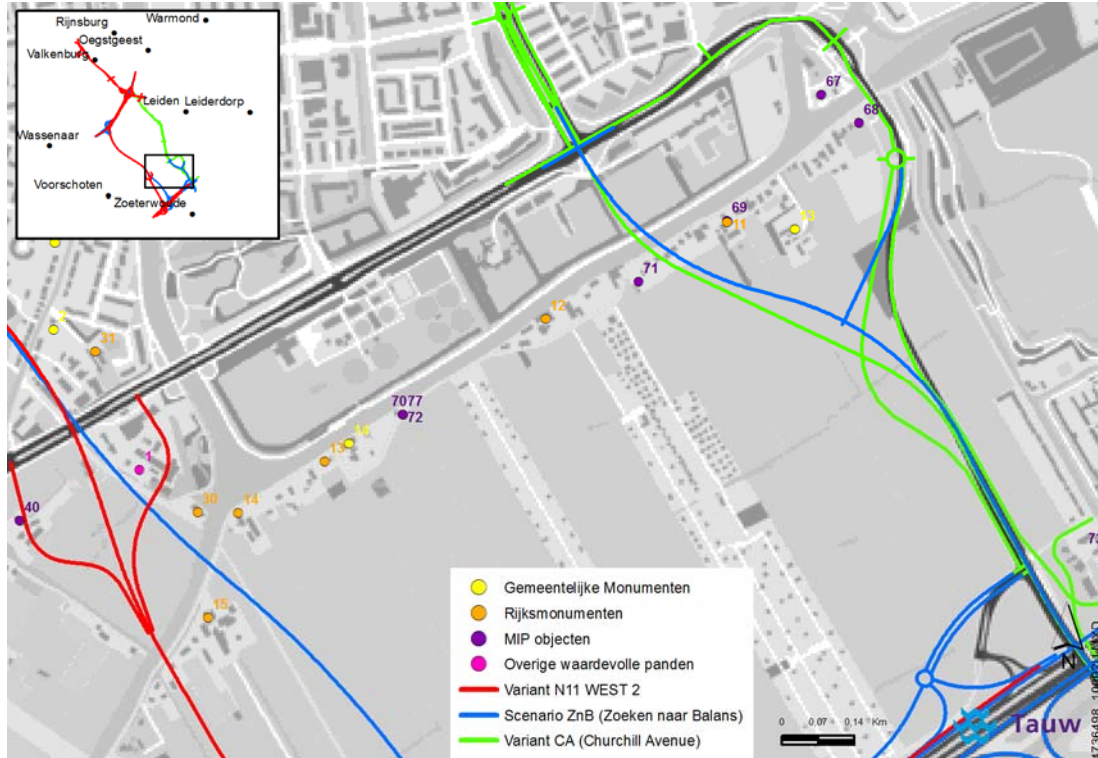 Rijnsburg
Warmond
Oegstgeest
Valkenburg
Leiden
Leiderdorp
Wassenaar
Voorschoten
Zoeterwoude
67
68
69
11
13
71
12
2
31
7077
72
14
13
1
30
14
40
15
73
Gemeentelijke Monumenten
Rijksmonumenten
MIP objecten
Overige waardevolle panden
Variant N11 WEST 2
Scenario ZnB (Zoeken naar Balans)
Variant CA (Churchill Avenue)
0 0.07 0.14 Km
N
Tauw